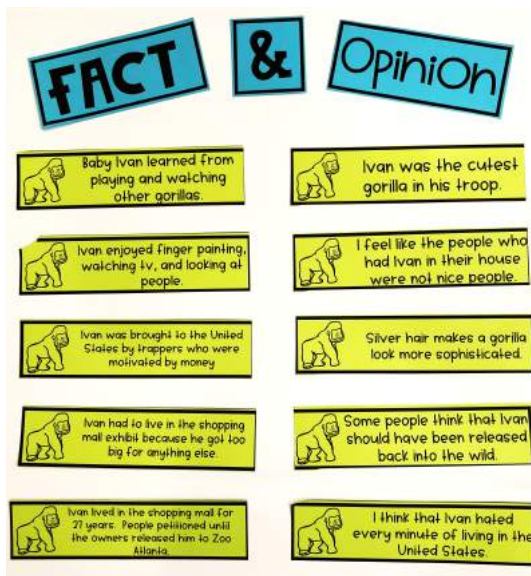 FACT & Opinion
Baby Ivan learned from
playing and watching
other gorillas.
Ivan enjoyed finger painting,
watching tv, and looking at
people.
Ivan was brought to the United
States by trappers who were
motivated by money
Ivan had to live in the shopping
mall exhibit because he got too
big for anything else.
Ivan lived in the shopping mall for
27 years. People petitioned until
the owners released him to Zoo
Atlanta.
Ivan was the cutest
gorilla in his troop.
I feel like the people who
had Ivan in their house
were not nice people.
Silver hair makes a gorilla
look more sophisticated.
Some people think that Ivan
should have been released
back into the wild.
I think that Ivan hated
every minute of living in the
United States.